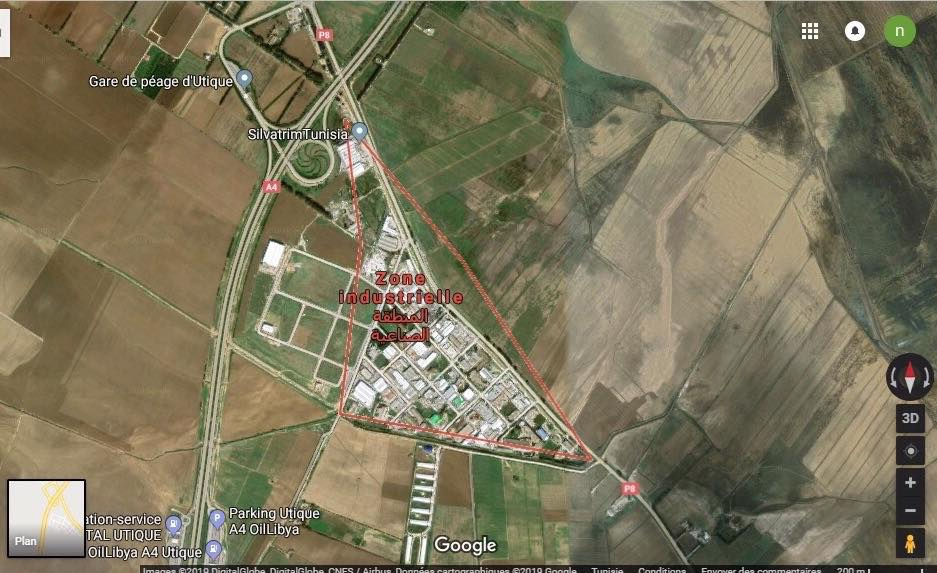 P8
n
Gare de péage d'Utique
SilvatrimTunisia
A4
Zone
industrielle
المنطقة
الصناعية
3D
P8
Parking Utique
A4 OilLibya
ation-service
TAL UTIQUE
OilLibya A4 Utique
Plan
Google
Images ©2019 DigitalGlobe, DigitalGlobe, CNES / Airbus, Données cartographiques ©2019 Google Tunisie Conditions Envoyer des commentaires 200 m